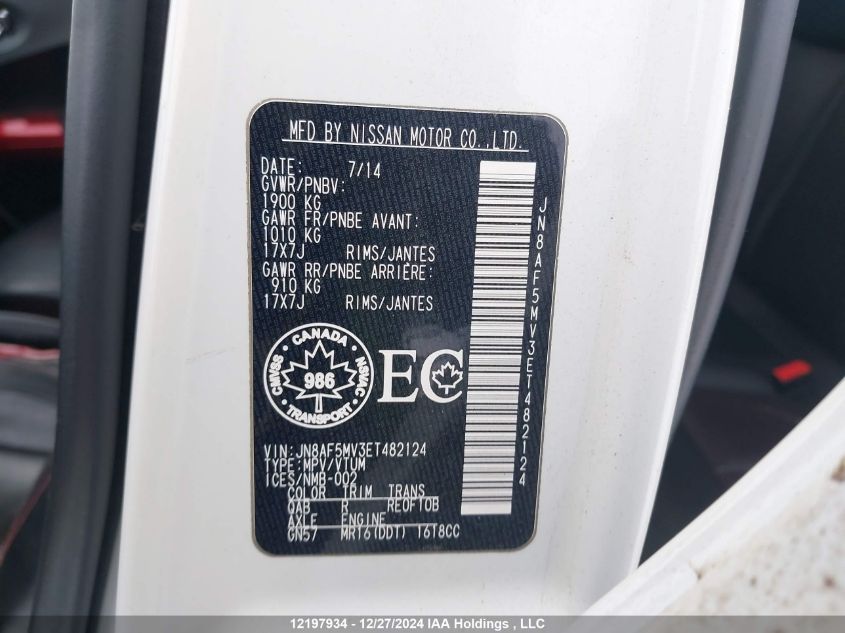 MFD BY NISSAN MOTOR CO.,LTD.
DATE: 7/14
GVWR/PNBV:
1900 KG
GAWR FR/PNBE AVANT:
1010 KG
17X7J RIMS/JANTES
GAWR RR/PNBE ARRIÈRE:
910 KG
17X7J RIMS/JANTES
JN8AF5MV3ET482124
CANADA
CMVSS
NSVAC
986
TRANSPORT
EC
VIN:JN8AF5MV3ET482124
TYPE:MPV/VTUM
ICES/NMB-002
COLOR TRIM TRANS
QAB R RE0F10B
AXLE ENGINE
GN57 MR16(DDT) 16T8CC
12197934 - 12/27/2024 IAA Holdings , LLC